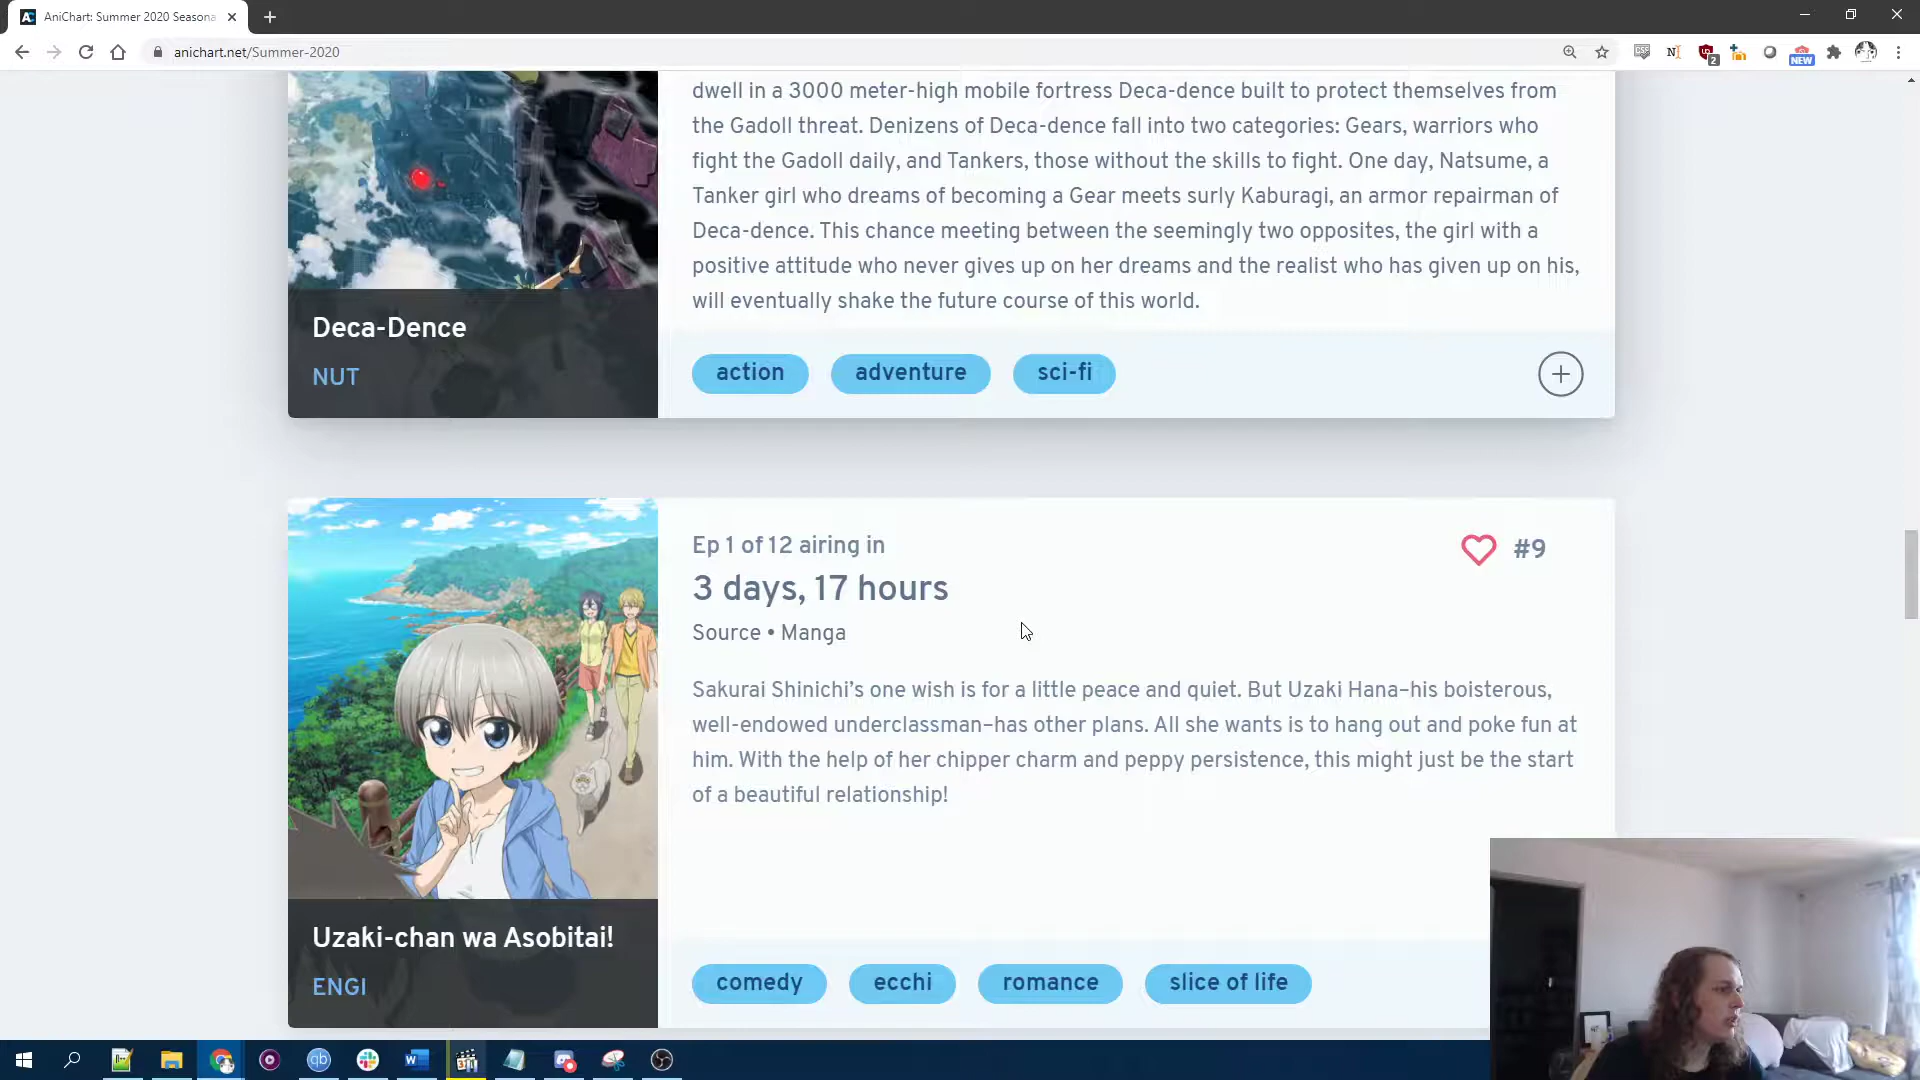 AniChart: Summer 2020 Seasona
anichart.net/Summer-2020
2
NEW
dwell in a 3000 meter-high mobile fortress Deca-dence built to protect themselves from
the Gadoll threat. Denizens of Deca-dence fall into two categories: Gears, warriors who
fight the Gadoll daily, and Tankers, those without the skills to fight. One day, Natsume, a
Tanker girl who dreams of becoming a Gear meets surly Kaburagi, an armor repairman of
Deca-dence. This chance meeting between the seemingly two opposites, the girl with a
positive attitude who never gives up on her dreams and the realist who has given up on his,
will eventually shake the future course of this world.
Deca-Dence
NUT
action adventure sci-fi
Ep 1 of 12 airing in
#9
3 days, 17 hours
Source • Manga
Sakurai Shinichi’s one wish is for a little peace and quiet. But Uzaki Hana–his boisterous,
well-endowed underclassman–has other plans. All she wants is to hang out and poke fun at
him. With the help of her chipper charm and peppy persistence, this might just be the start
of a beautiful relationship!
Uzaki-chan wa Asobitai!
ENGI
comedy ecchi romance slice of life